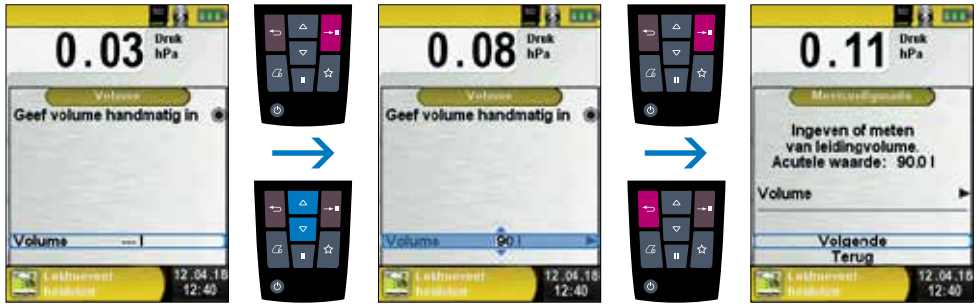 0.03 Druk
hPa
Volume
Geef volume handmatig in
Volume --- l
12.04.18
12:40
0.08 Druk
hPa
Volume
Geef volume handmatig in
Volume 90 l
12.04.18
12:40
0.11 Druk
hPa
Ingeven of meten
van leidingvolume.
Acutele waarde: 90.0 l
Volume
Volgende
Terug
12.04.18
12:40